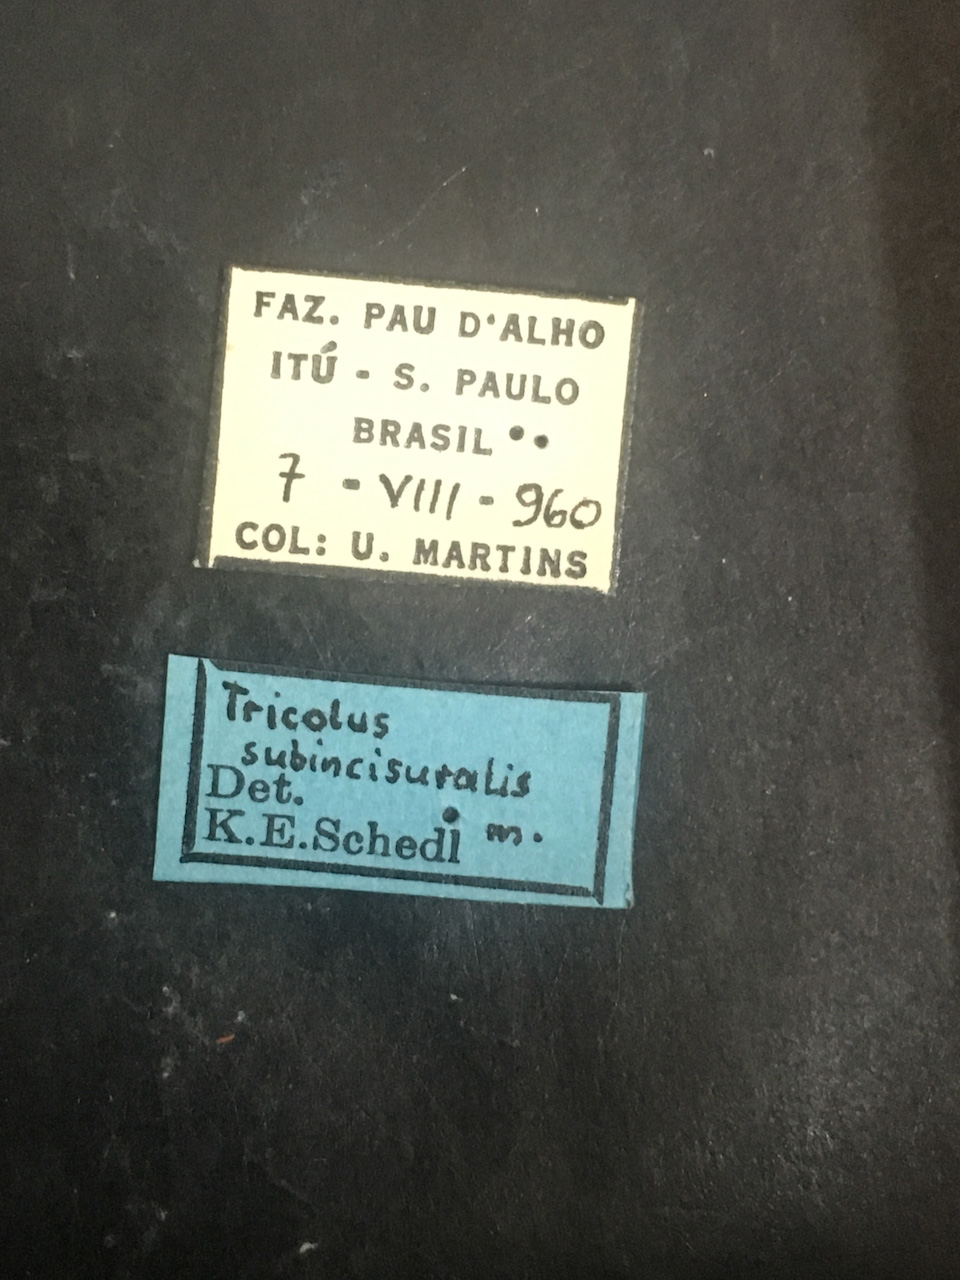 FAZ. PAU D'ALHO
ITÚ - S. PAULO
BRASIL
7 - VIII - 960
COL: U. MARTINS
Tricolus
subincisuralis
Det.
K.E.Schedl m.